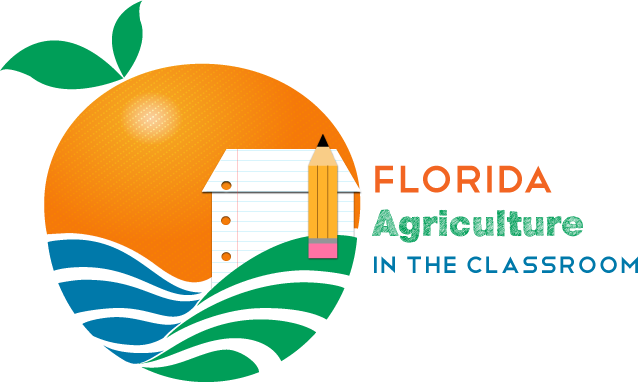 FLORIDA
Agriculture
IN THE CLASSROOM